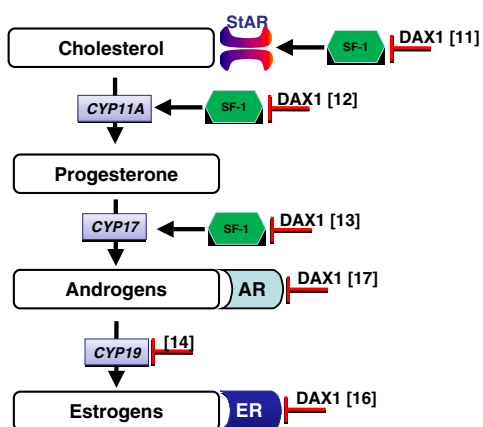 StAR
Cholesterol
SF-1
DAX1 [11]
CYP11A
SF-1
DAX1 [12]
Progesterone
CYP17
SF-1
DAX1 [13]
Androgens
AR
DAX1 [17]
CYP19
[14]
Estrogens
ER
DAX1 [16]